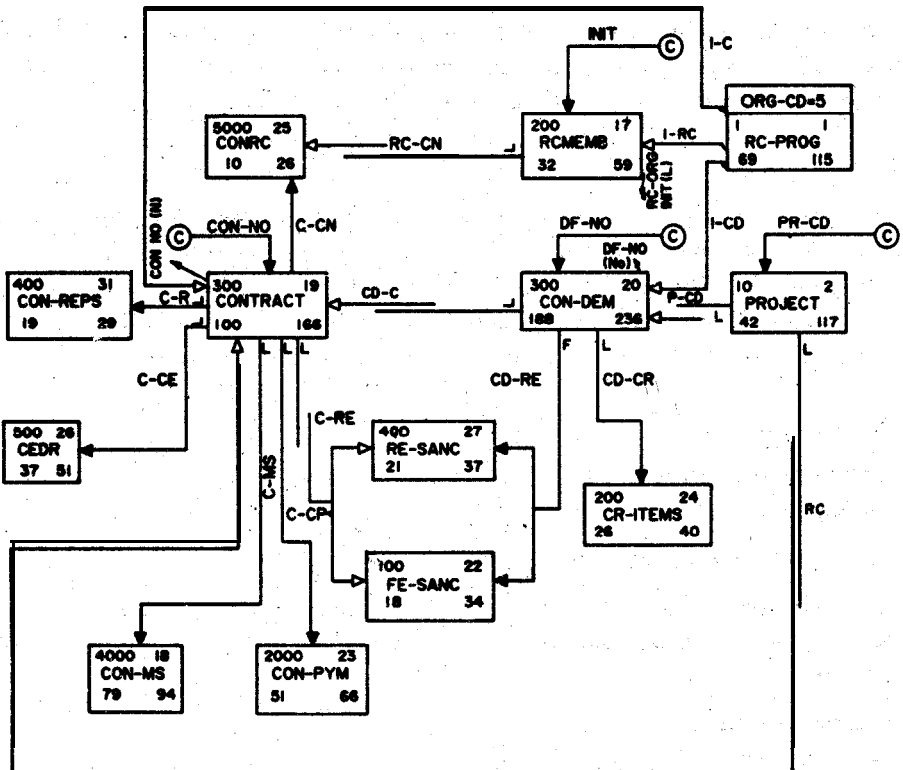 INIT
C
I-C
ORG-CD=5
1 1
RC-PROG
69 115
5000 25
CONRC
10 26
RC-CN
L
200 17
RCMEMB
32 59
I-RC
RC-ORG
INIT (L)
I-CD
CON NO (N)
C
CON-NO
C-CN
DF-NO
C
DF-NO
(No)
PR-CD
C
400 31
CON-REPS
19 29
C-R
L
L
300 19
CONTRACT
100 166
CD-C
L
300 20
CON-DEM
188 236
P-CD
L
10 2
PROJECT
42 117
L
L L L
F L
C-CE
CD-RE
CD-CR
500 26
CEDR
37 51
C-MS
C-RE
C-CP
400 27
RE-SANC
21 37
200 24
CR-ITEMS
26 40
RC
100 22
FE-SANC
18 34
4000 18
CON-MS
79 94
2000 23
CON-PYM
51 66